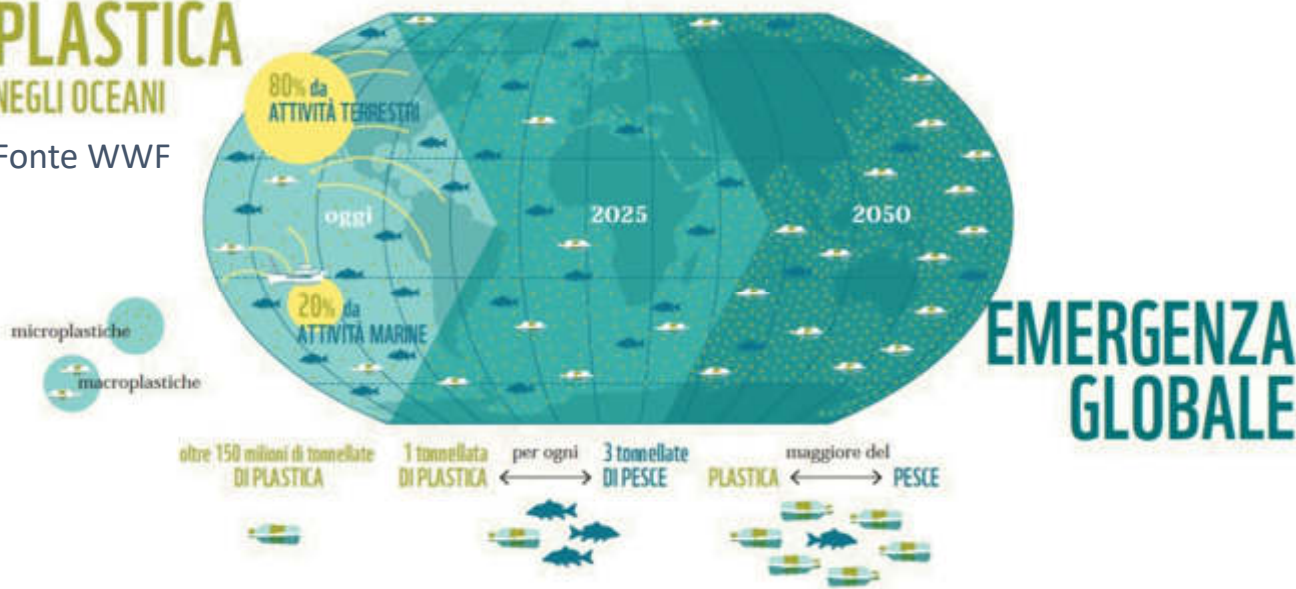 PLASTICA
NEGLI OCEANI
Fonte WWF
80% da
ATTIVITÀ TERRESTRI
oggi
2025
2050
20% da
ATTIVITÀ MARINE
microplastiche
macroplastiche
EMERGENZA
GLOBALE
oltre 150 milioni di tonnellate
DI PLASTICA
1 tonnellata
DI PLASTICA
per ogni
3 tonnellate
DI PESCE
maggiore del
PLASTICA
PESCE